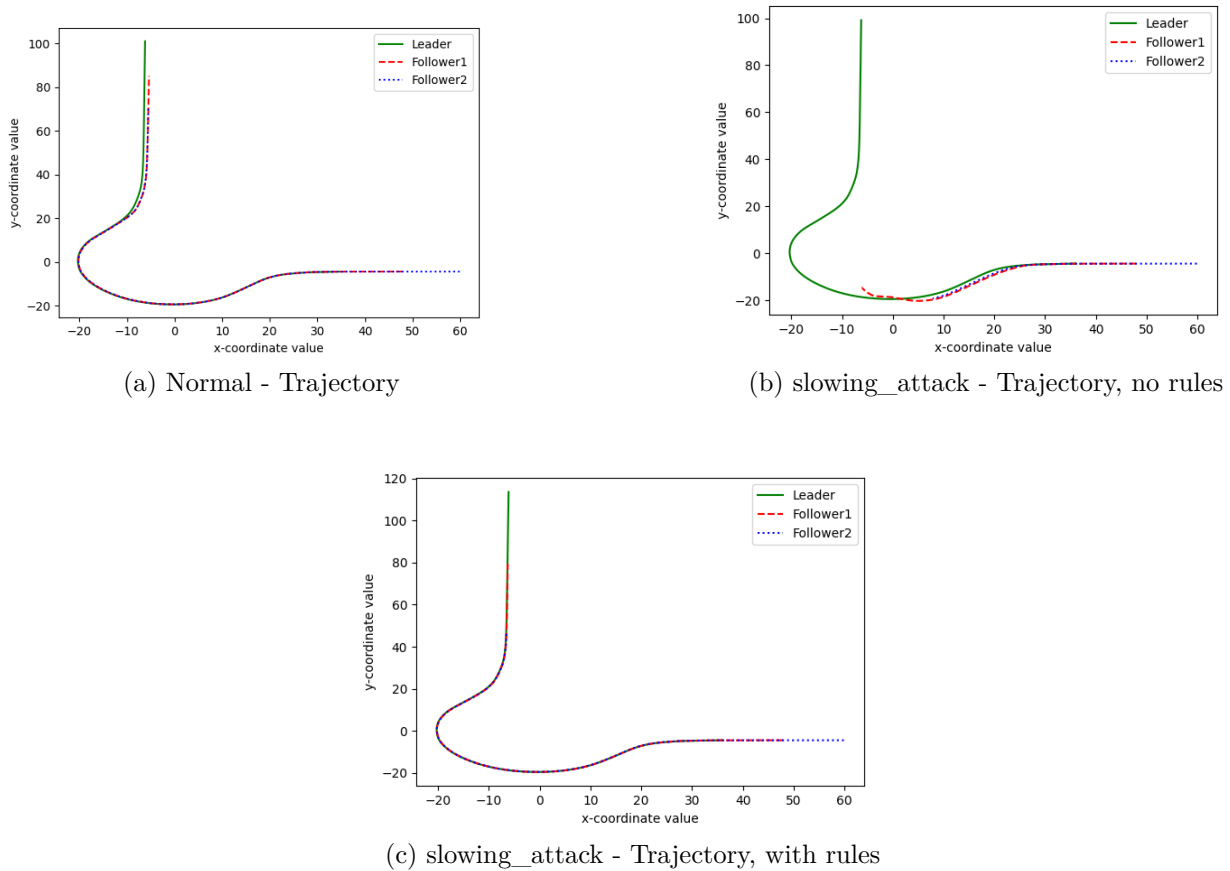 100
80
60
40
20
0
−20
y-coordinate value
Leader
Follower1
Follower2
−20 −10 0 10 20 30 40 50 60
x-coordinate value
(a) Normal - Trajectory
100
80
60
40
20
0
−20
y-coordinate value
Leader
Follower1
Follower2
−20 −10 0 10 20 30 40 50 60
x-coordinate value
(b) slowing_attack - Trajectory, no rules
120
100
80
60
40
20
0
−20
y-coordinate value
Leader
Follower1
Follower2
−20 −10 0 10 20 30 40 50 60
x-coordinate value
(c) slowing_attack - Trajectory, with rules